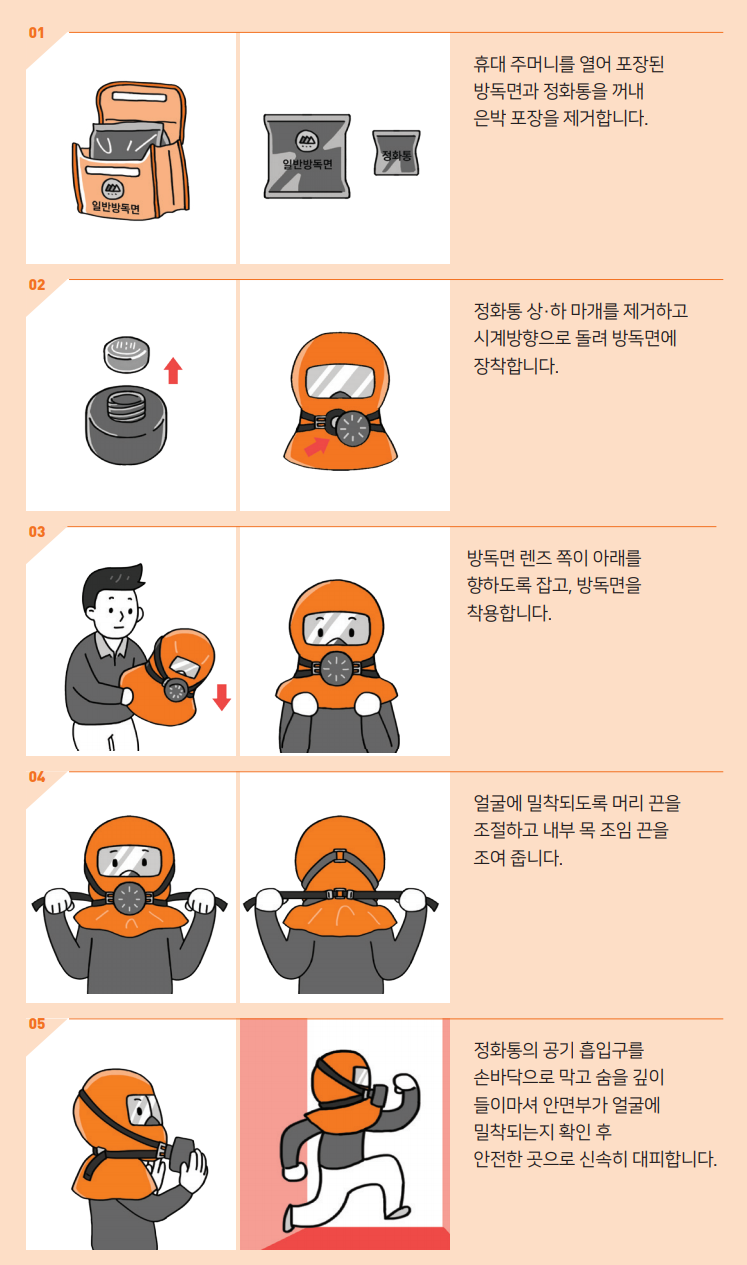 01
휴대 주머니를 열어 포장된
방독면과 정화통을 꺼내
은박 포장을 제거합니다.
일반방독면
일반방독면
정화통
02
정화통 상·하 마개를 제거하고
시계방향으로 돌려 방독면에
장착합니다.
03
방독면 렌즈 쪽이 아래를
향하도록 잡고, 방독면을
착용합니다.
04
얼굴에 밀착되도록 머리 끈을
조절하고 내부 목 조임 끈을
조여 줍니다.
05
정화통의 공기 흡입구를
손바닥으로 막고 숨을 깊이
들이마셔 안면부가 얼굴에
밀착되는지 확인 후
안전한 곳으로 신속히 대피합니다.